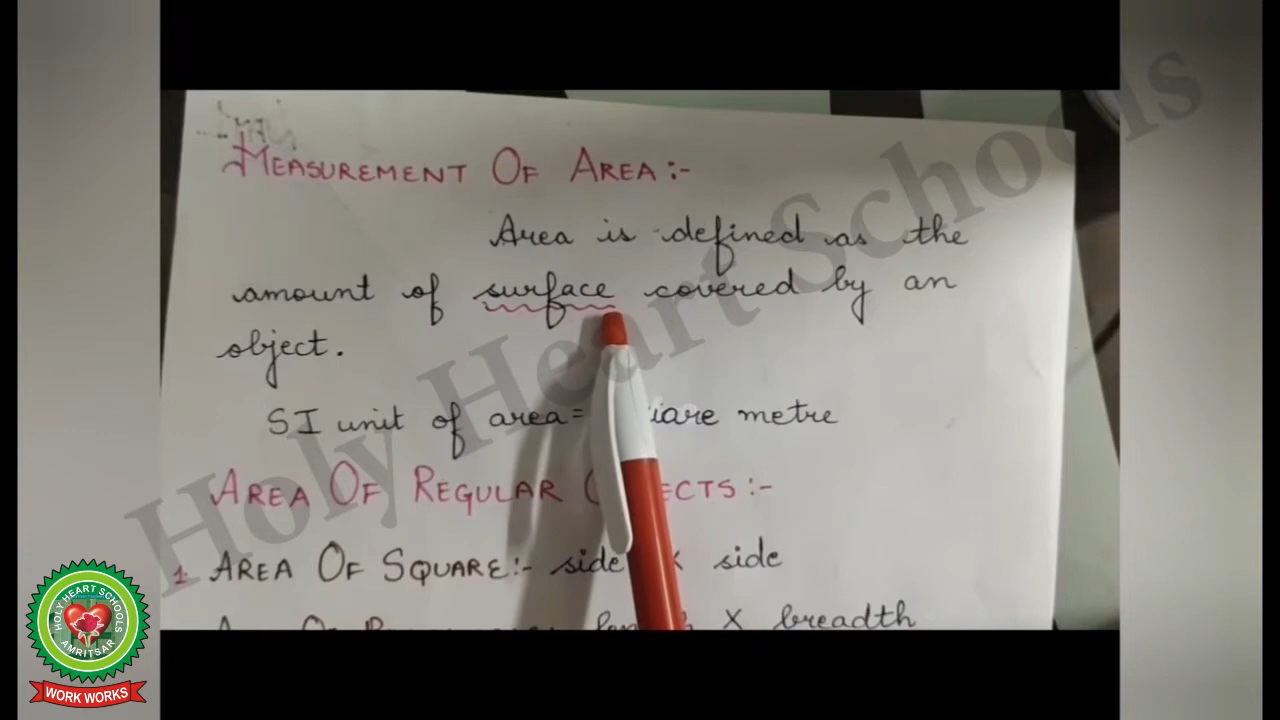 MEASUREMENT OF AREA:-
Area is defined as the
amount of surface covered by an
object.
SI unit of area= metre
AREA OF REGULAR :-
1. AREA OF SQUARE:- side × side
× breadth
Holy Heart Schools
HOLY HEART SCHOOLS
AMRITSAR
WORK WORKS